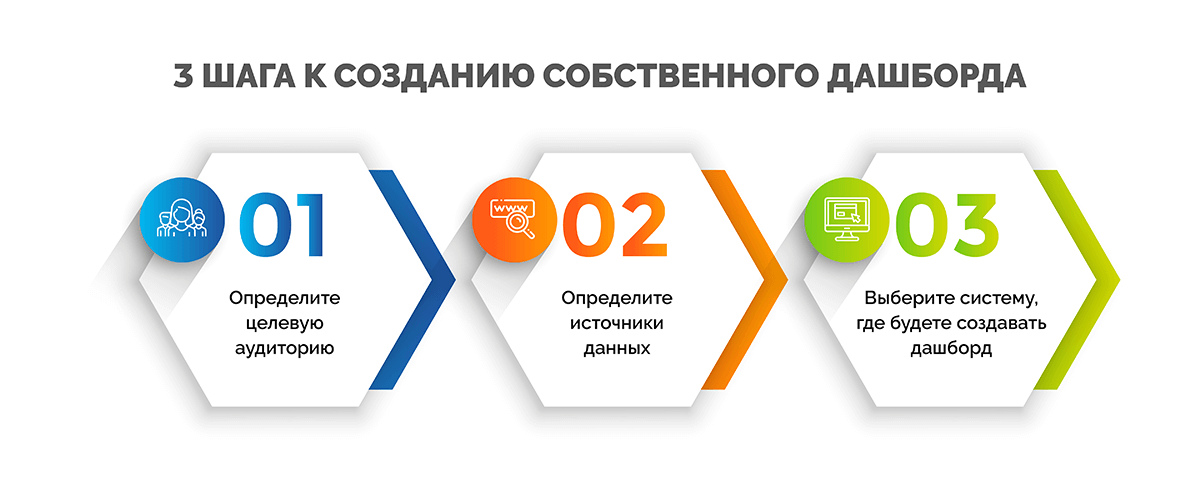 3 ШАГА К СОЗДАНИЮ СОБСТВЕННОГО ДАШБОРДА
01
Определите
целевую
аудиторию
www
02
Определите
источники
данных
03
Выберите систему,
где будете создавать
дашборд